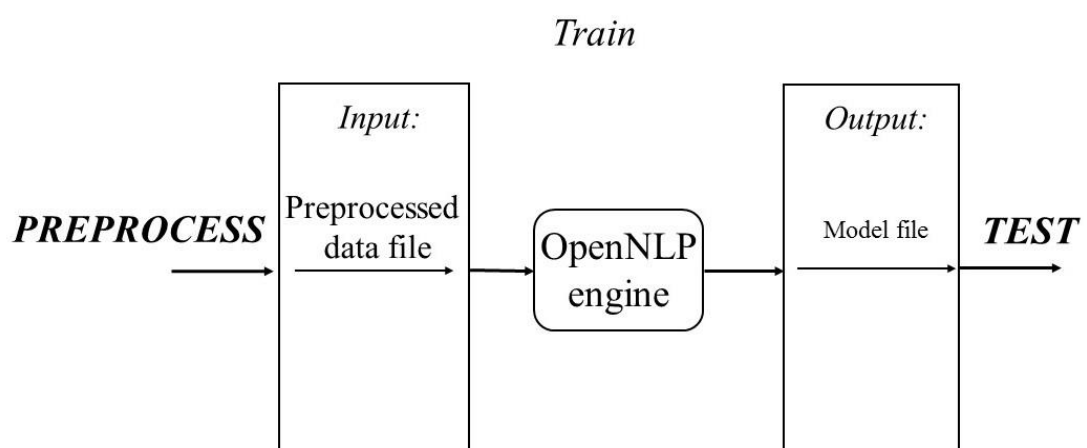 Train
Input:
Output:
PREPROCESS
Preprocessed
data file
OpenNLP
engine
Model file
TEST